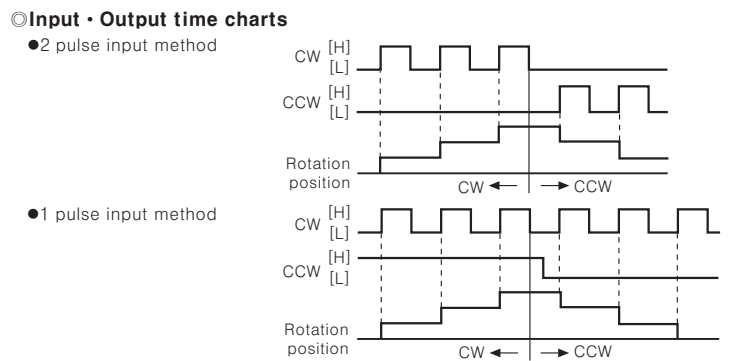 ◎Input • Output time charts
●2 pulse input method
CW [H]
[L]
CCW [H]
[L]
Rotation
position
CW CCW
●1 pulse input method
CW [H]
[L]
CCW [H]
[L]
Rotation
position
CW CCW